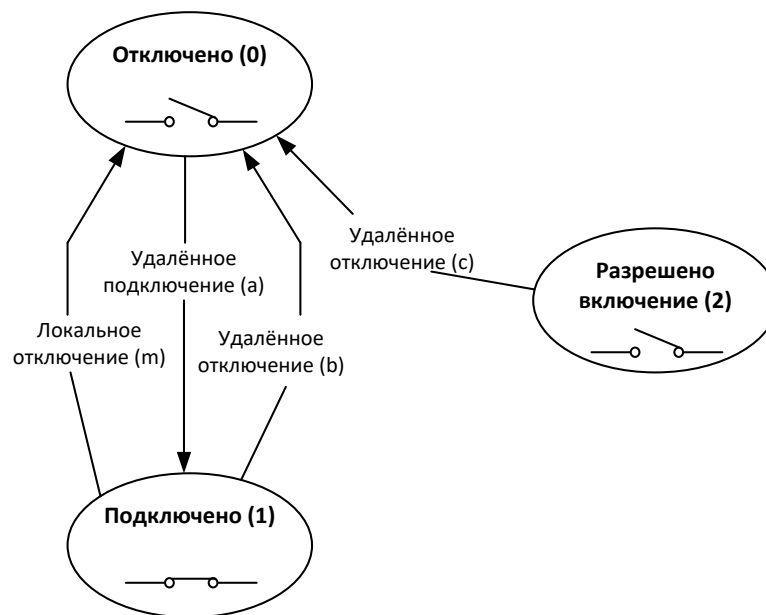 Отключено (0)
Удалённое
подключение (a)
Удалённое
отключение (c)
Разрешено
включение (2)
Локальное
отключение (m)
Удалённое
отключение (b)
Подключено (1)